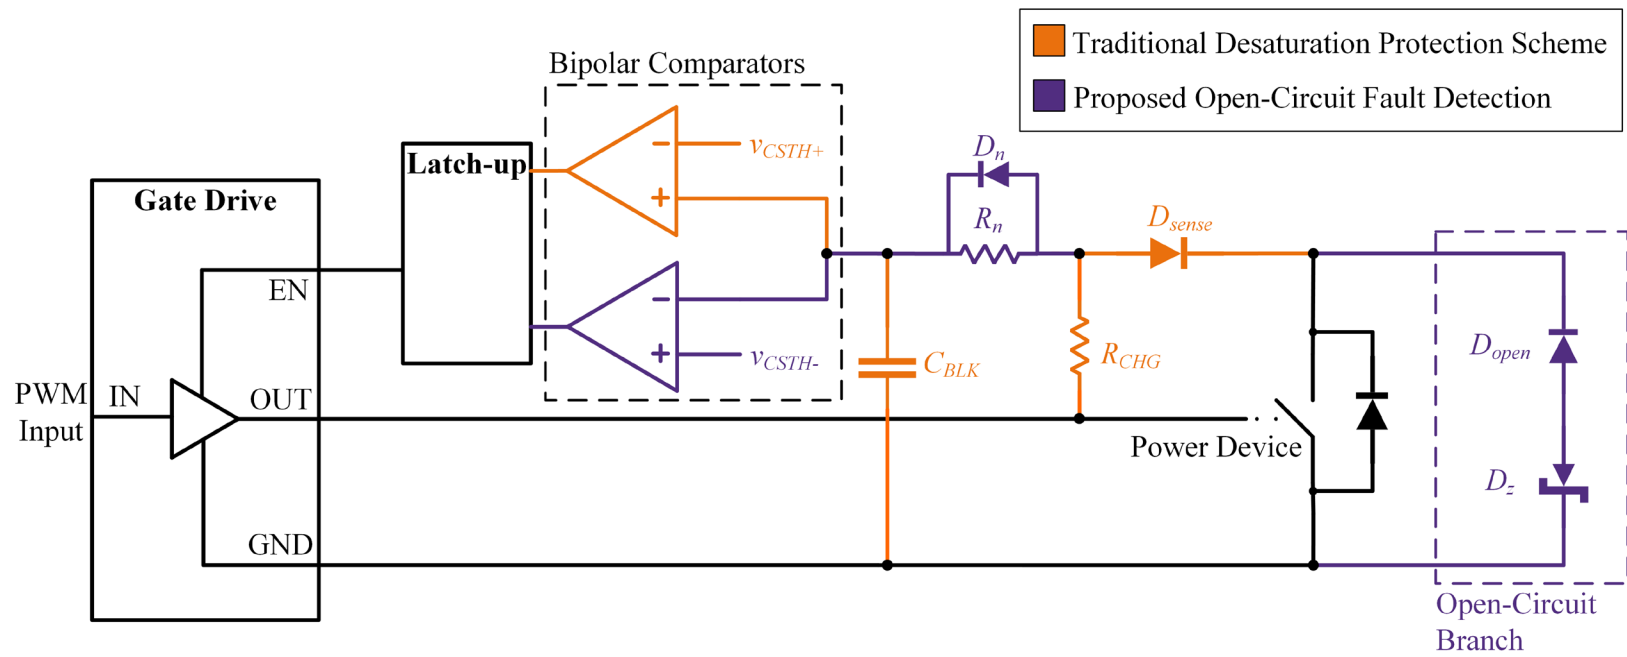 Traditional Desaturation Protection Scheme
Proposed Open-Circuit Fault Detection
Bipolar Comparators
Latch-up
Gate Drive
v_CSTH+
v_CSTH-
D_n
R_n
D_sense
EN
D_open
R_CHG
C_BLK
PWM
Input
IN
OUT
Power Device
D_z
GND
Open-Circuit
Branch